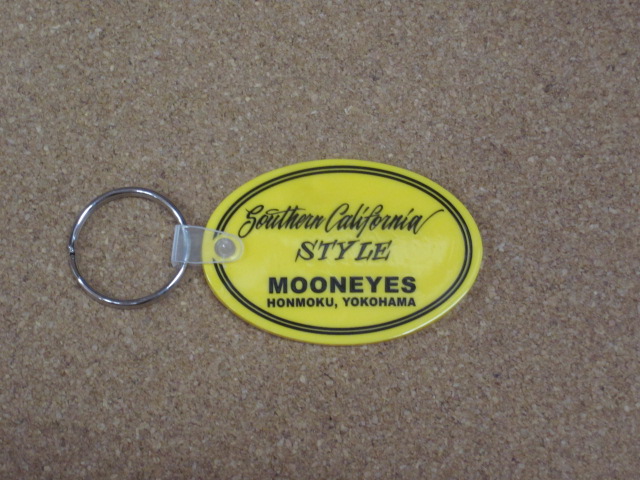 Southern California
STYLE
MOONEYES
HONMOKU, YOKOHAMA